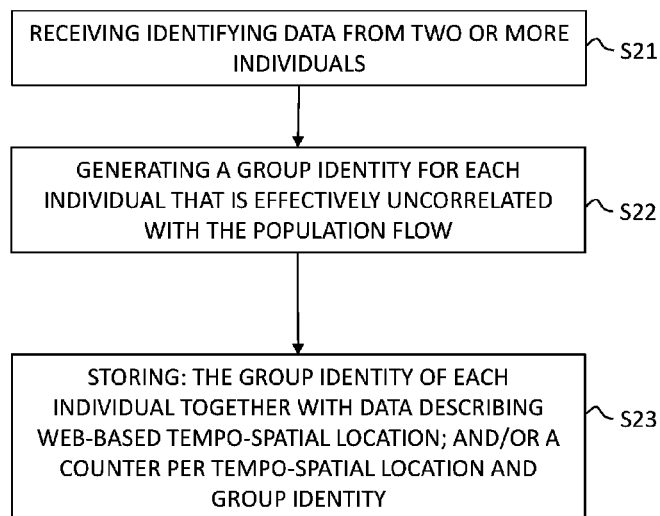 RECEIVING IDENTIFYING DATA FROM TWO OR MORE
INDIVIDUALS
S21
GENERATING A GROUP IDENTITY FOR EACH
INDIVIDUAL THAT IS EFFECTIVELY UNCORRELATED
WITH THE POPULATION FLOW
S22
STORING: THE GROUP IDENTITY OF EACH
INDIVIDUAL TOGETHER WITH DATA DESCRIBING
WEB-BASED TEMPO-SPATIAL LOCATION; AND/OR A
COUNTER PER TEMPO-SPATIAL LOCATION AND
GROUP IDENTITY
S23